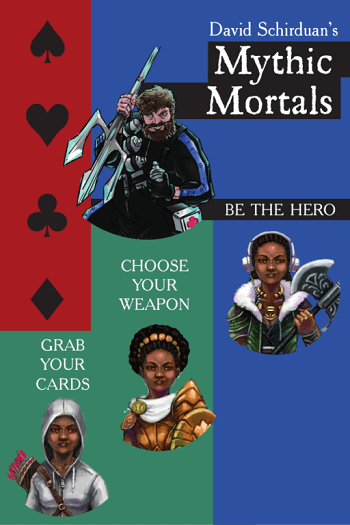 David Schirduan's
Mythic
Mortals
BE THE HERO
CHOOSE
YOUR
WEAPON
GRAB
YOUR
CARDS